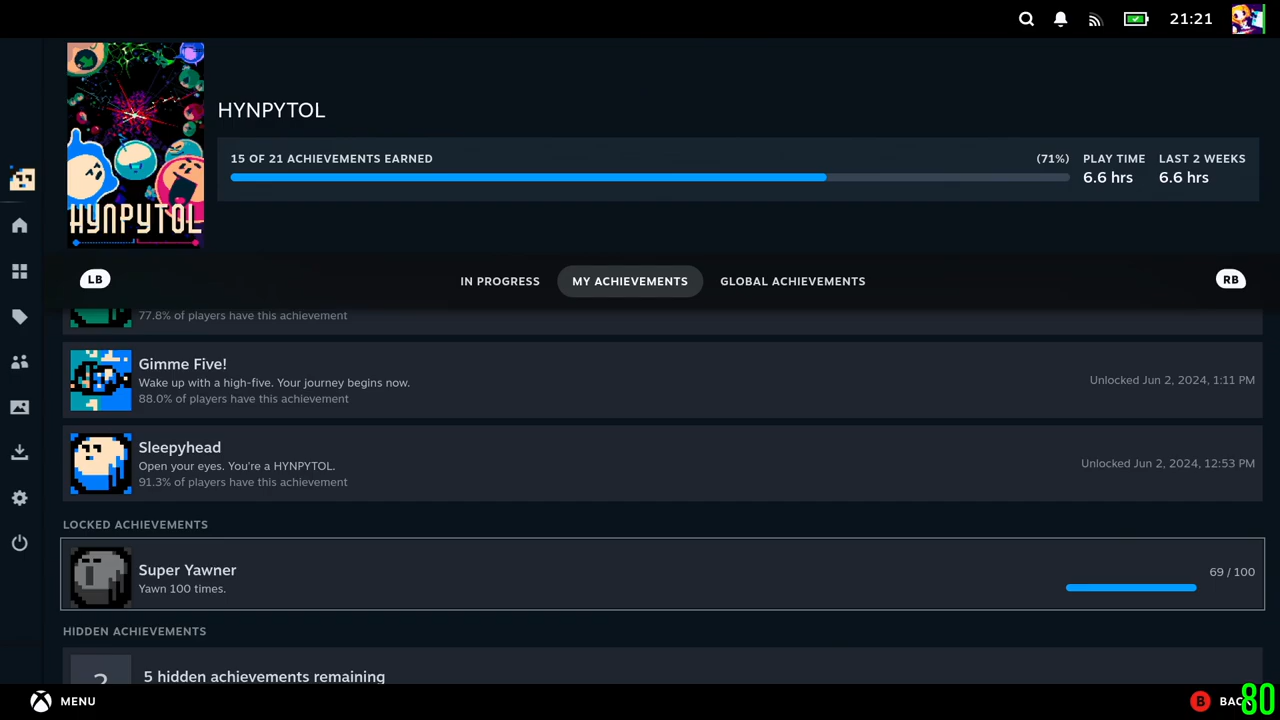 21:21
HYNPYTOL
HYNPYTOL
15 OF 21 ACHIEVEMENTS EARNED
(71%)
PLAY TIME
6.6 hrs
LAST 2 WEEKS
6.6 hrs
LB
IN PROGRESS
MY ACHIEVEMENTS
GLOBAL ACHIEVEMENTS
RB
77.8% of players have this achievement
Gimme Five!
Wake up with a high-five. Your journey begins now.
88.0% of players have this achievement
Unlocked Jun 2, 2024, 1:11 PM
Sleepyhead
Open your eyes. You're a HYNPYTOL.
91.3% of players have this achievement
Unlocked Jun 2, 2024, 12:53 PM
LOCKED ACHIEVEMENTS
Super Yawner
Yawn 100 times.
69 / 100
HIDDEN ACHIEVEMENTS
?
5 hidden achievements remaining
MENU
B BACK
80